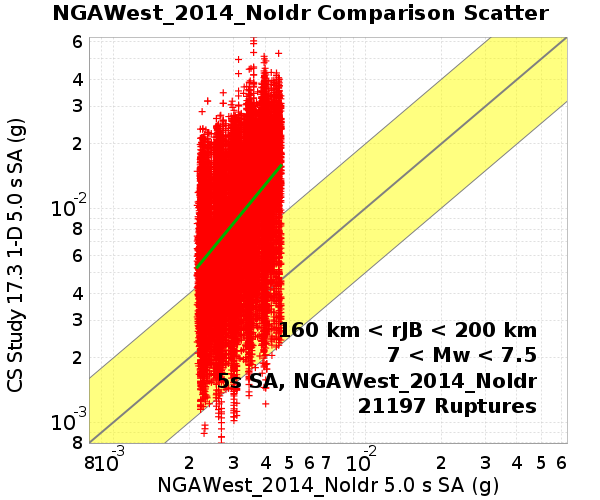 NGAWest_2014_NoIdr Comparison Scatter
CS Study 17.3 1-D 5.0 s SA (g)
6
4
3
2
10-2
8
6
4
3
2
10-3
8
160 km < rJB < 200 km
7 < Mw < 7.5
5s SA, NGAWest_2014_NoIdr
21197 Ruptures
8 10-3 2 3 4 5 6 7 10-2 2 3 4 5 6
NGAWest_2014_NoIdr 5.0 s SA (g)